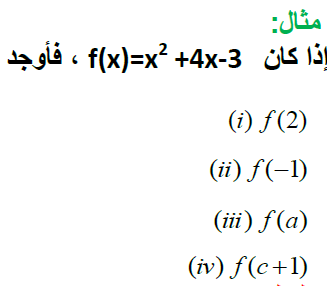 مثال:
إذا كان f(x)=x² +4x-3 ، فأوجد
(i) f(2)
(ii) f(−1)
(iii) f(a)
(iv) f(c+1)